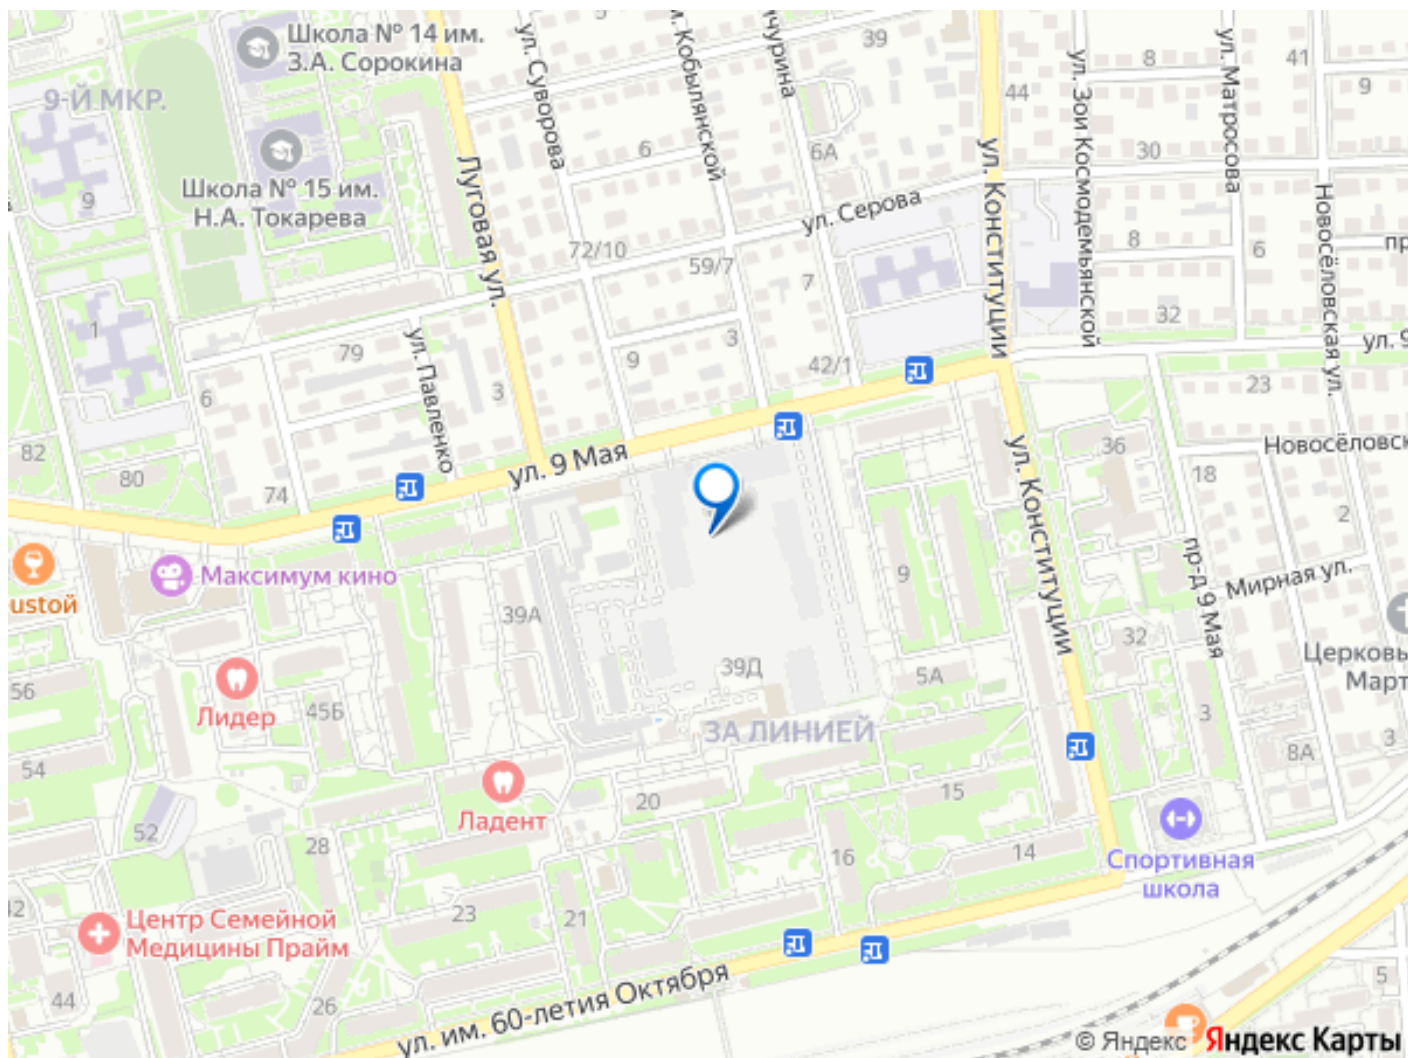 Школа № 14 им.
З.А. Сорокина
9-Й МКР.
Школа № 15 им.
Н.А. Токарева
9
1
Луговая ул.
ул. Суворова
5
м. Кобылянской
ичурина
39
6
6А
ул. Серова
72/10
59/7
7
44
ул. Конституции
ул. Зои Космодемьянской
8
ул. Матросова
41
9
30
Новосёловская ул.
8
6
пр
32
ул. 9
23
79
ул. Павленко
3
9
3
42/1
6
82
80
74
ул. 9 Мая
36
18
Новосёловск
2
ул. Конституции
пр-д 9 Мая
Мирная ул.
ustoй
Максимум кино
39А
9
39Д
5А
32
Церковь
Март
56
Лидер
45Б
ЗА ЛИНИЕЙ
3
8А
3
54
Ладент
20
15
52
28
16
14
Спортивная
школа
Центр Семейной
Медицины Прайм
23
21
44
26
ул. им. 60-летия Октября
5
© Яндекс Яндекс Карты